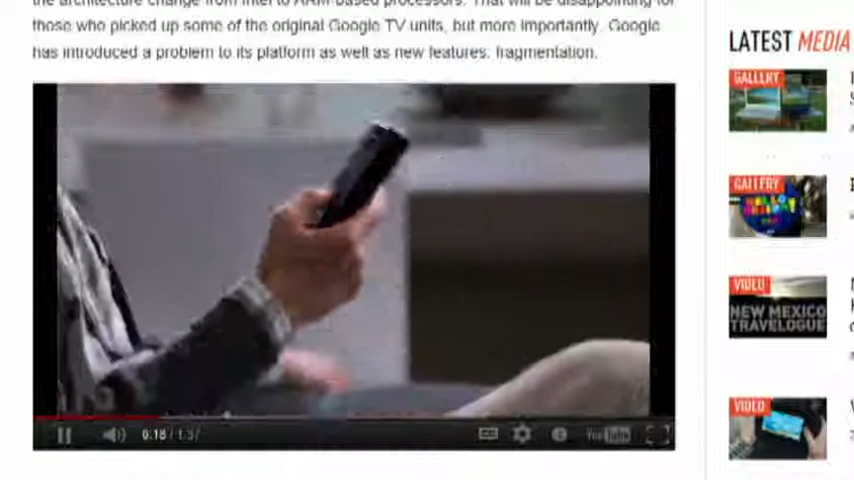 the architecture change from Intel to ARM-based processors. That will be disappointing for
those who picked up some of the original Google TV units, but more importantly, Google
has introduced a problem to its platform as well as new features: fragmentation.
LATEST MEDIA
GALLERY
GALLERY
VIDEO
NEW MEXICO
TRAVELOGUE
VIDEO
0:18 / 1:37
YouTube